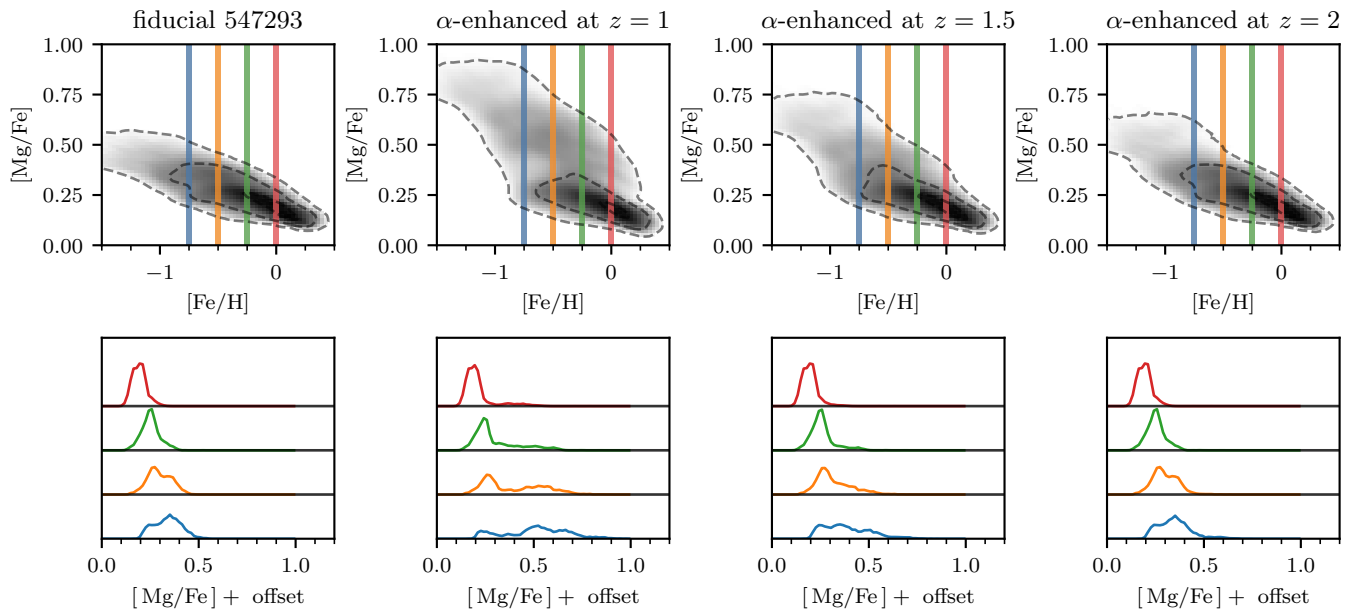 fiducial 547293
α-enhanced at z = 1
α-enhanced at z = 1.5
α-enhanced at z = 2
1.00
0.75
0.50
0.25
0.00
[Mg/Fe]
−1
0
[Fe/H]
1.00
0.75
0.50
0.25
0.00
[Mg/Fe]
−1
0
[Fe/H]
1.00
0.75
0.50
0.25
0.00
[Mg/Fe]
−1
0
[Fe/H]
1.00
0.75
0.50
0.25
0.00
[Mg/Fe]
−1
0
[Fe/H]
0.0 0.5 1.0
[Mg/Fe] + offset
0.0 0.5 1.0
[Mg/Fe] + offset
0.0 0.5 1.0
[Mg/Fe] + offset
0.0 0.5 1.0
[Mg/Fe] + offset